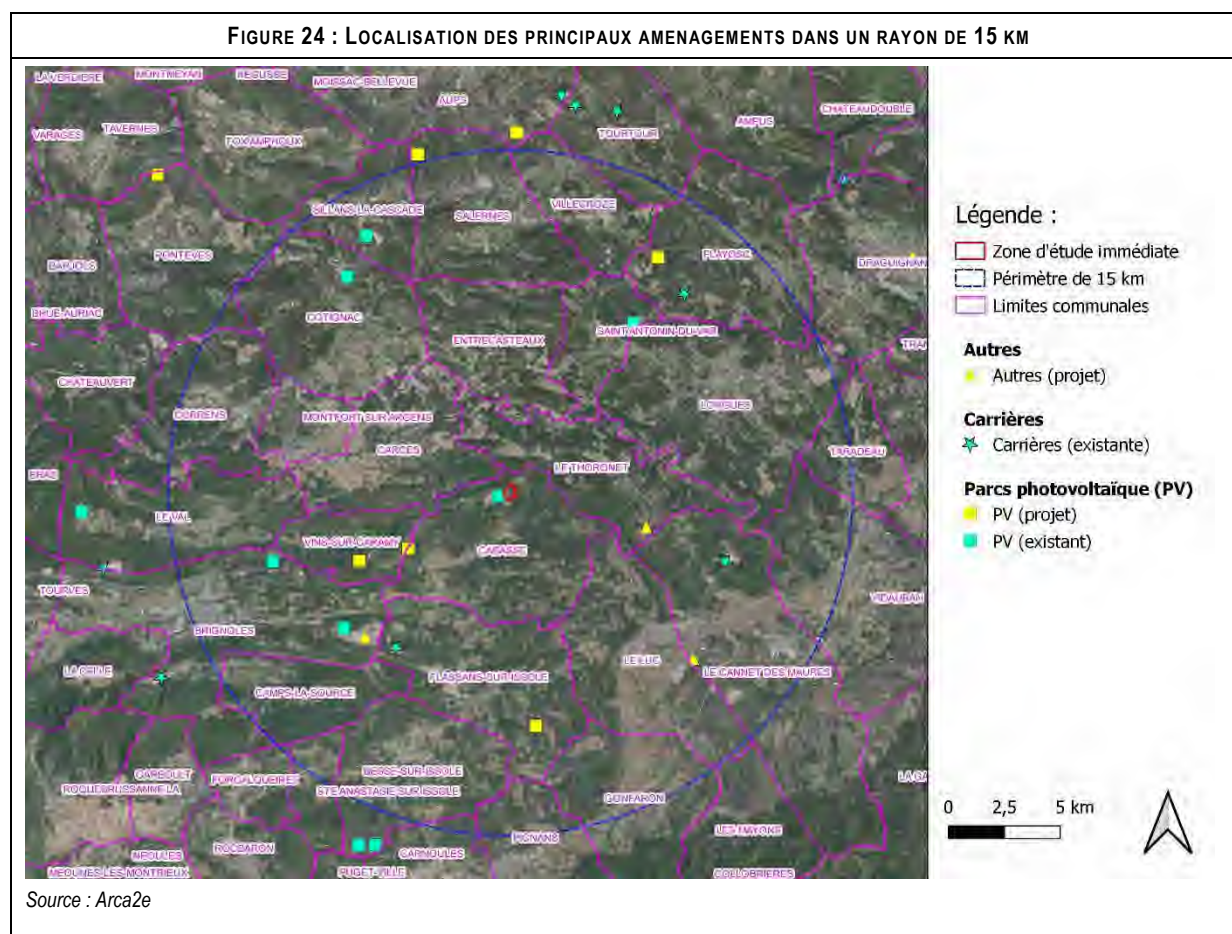 FIGURE 24 : LOCALISATION DES PRINCIPAUX AMENAGEMENTS DANS UN RAYON DE 15 KM
LA VERDIERE
MONTMEYAN
REGUSSE
MOISSAC-BELLEVUE
AUPS
CHATEAUDOUBLE
VARAGES
TAVERNES
TOURTOUR
AMPUS
FOX AMPHOUX
SILLANS-LA-CASCADE
VILLECROZE
SALERNES
PONTEVES
FLAYOSC
BARJOLS
DRAGUIGNAN
BRUE-AURIAC
COTIGNAC
SAINT ANTONIN-DU-VAR
ENTRECASTEAUX
TRAN
CHATEAUVERT
CORRENS
MONTFORT SUR ARGENS
LORGUES
CARCES
TARADEAU
LE THORONET
BRAZ
LE VAL
VINS-SUR-CARAMY
CABASSE
TOURVES
VIDAUBAN
BRIGNOLES
LA CELLE
LE LUC
LE CANNET DES MAURES
FLASSANS-SUR-ISSOLE
CAMPS-LA-SOURCE
GAREOULT
FORCALQUEIRET
BESSE-SUR-ISSOLE
LA GA
ROQUEBRUSSANNE-LA
STE ANASTASIE SUR ISSOLE
GONFARON
LES MAYONS
PIGNANS
NEOULES
ROCBARON
CARNOULES
MEOUNES-LES-MONTRIEUX
PUGET-VILLE
COLLOBRIERES
Légende :
Zone d'étude immédiate
Périmètre de 15 km
Limites communales
Autres
Autres (projet)
Carrières
Carrières (existante)
Parcs photovoltaïque (PV)
PV (projet)
PV (existant)
0 2,5 5 km
Source : Arca2e